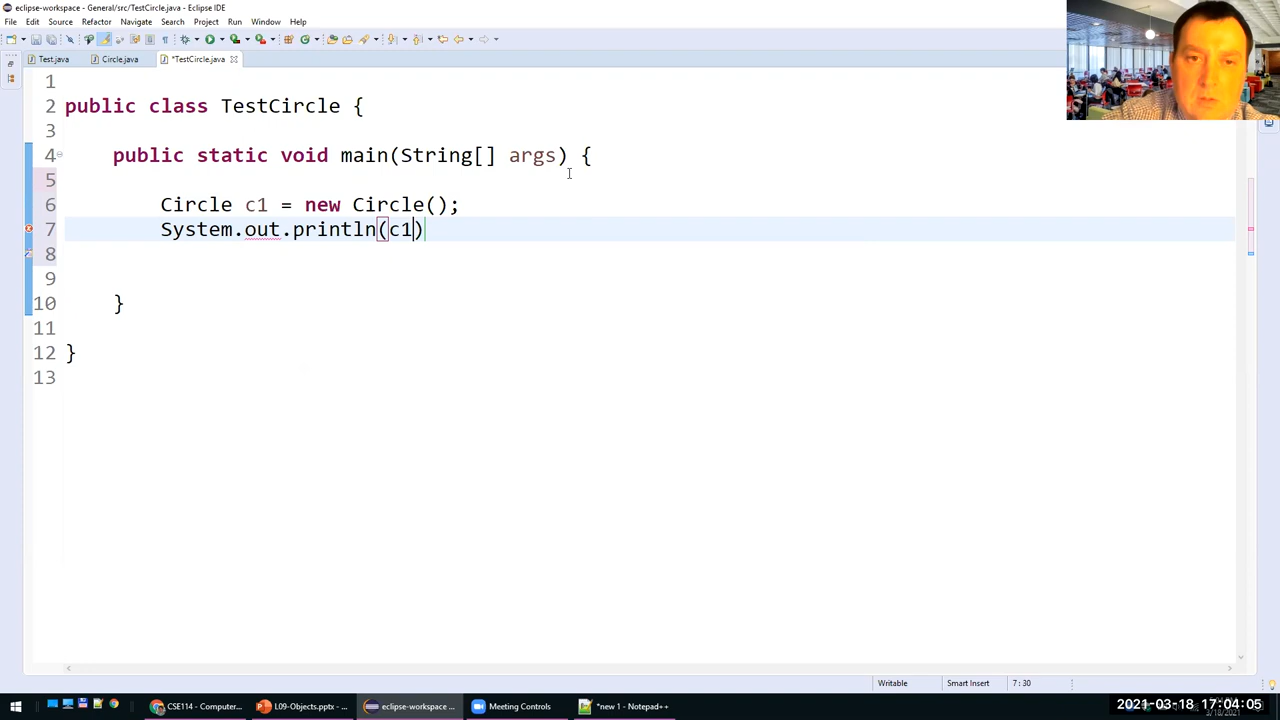 eclipse-workspace - General/src/TestCircle.java - Eclipse IDE
File Edit Source Refactor Navigate Search Project Run Window Help
Test.java Circle.java *TestCircle.java
1
2 public class TestCircle {
3
4 public static void main(String[] args) {
5
6 Circle c1 = new Circle();
7 System.out.println(c1)
8
9
10 }
11
12 }
13
Writable Smart Insert 7 : 30
CSE114 - Computer... L09-Objects.pptx - ... eclipse-workspace ... Meeting Controls *new 1 - Notepad++
2021-03-18 17:04:05
3/18/2021